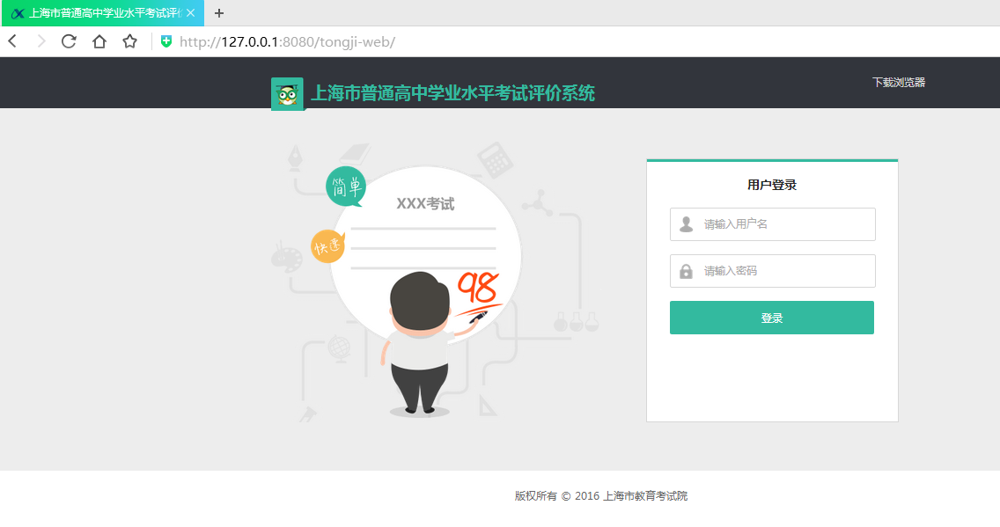 上海市普通高中学业水平考试评价
http://127.0.0.1:8080/tongji-web/
上海市普通高中学业水平考试评价系统
下载浏览器
简单
XXX考试
快速
98
用户登录
请输入用户名
请输入密码
登录
版权所有 © 2016 上海市教育考试院